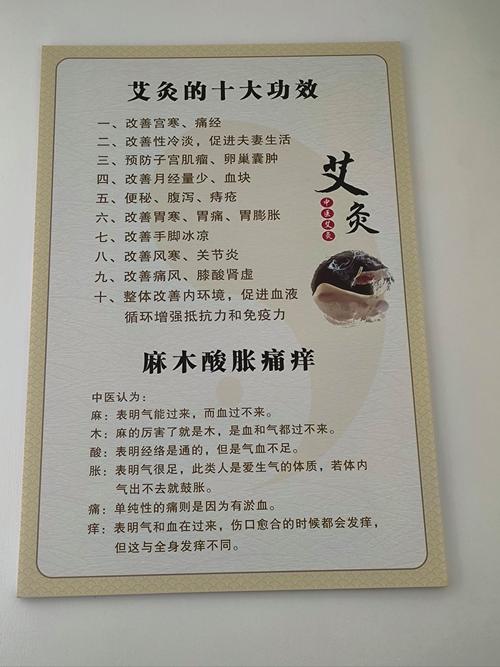 艾灸的十大功效
一、改善宫寒、痛经
二、改善性冷淡，促进夫妻生活
三、预防子宫肌瘤、卵巢囊肿
四、改善月经量少、血块
五、便秘、腹泻、痔疮
六、改善胃寒、胃痛、胃膨胀
七、改善手脚冰凉
八、改善风寒、关节炎
九、改善痛风、膝酸肾虚
十、整体改善内环境，促进血液
循环增强抵抗力和免疫力
艾灸
中医艾灸
麻木酸胀痛痒
中医认为：
麻：表明气能过来，而血过不来。
木：麻的厉害了就是木，是血和气都过不来。
酸：表明经络是通的，但是气血不足。
胀：表明气很足，此类人是爱生气的体质，若体内
气出不去就鼓胀。
痛：单纯性的痛则是因为有淤血。
痒：表明气和血在过来，伤口愈合的时候都会发痒，
但这与全身发痒不同。